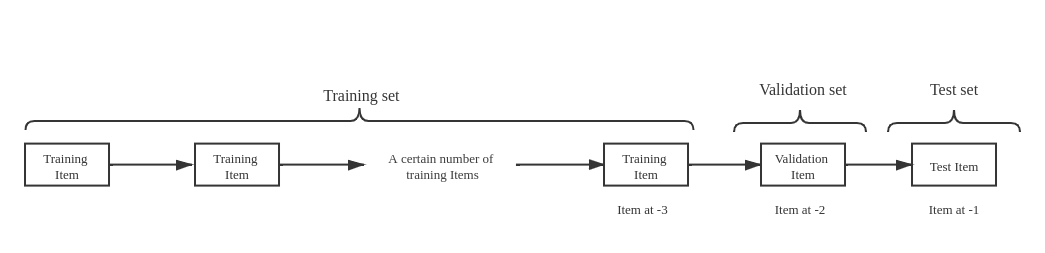 Training set
Validation set
Test set
Training
Item
Training
Item
A certain number of
training Items
Training
Item
Validation
Item
Test Item
Item at -3
Item at -2
Item at -1